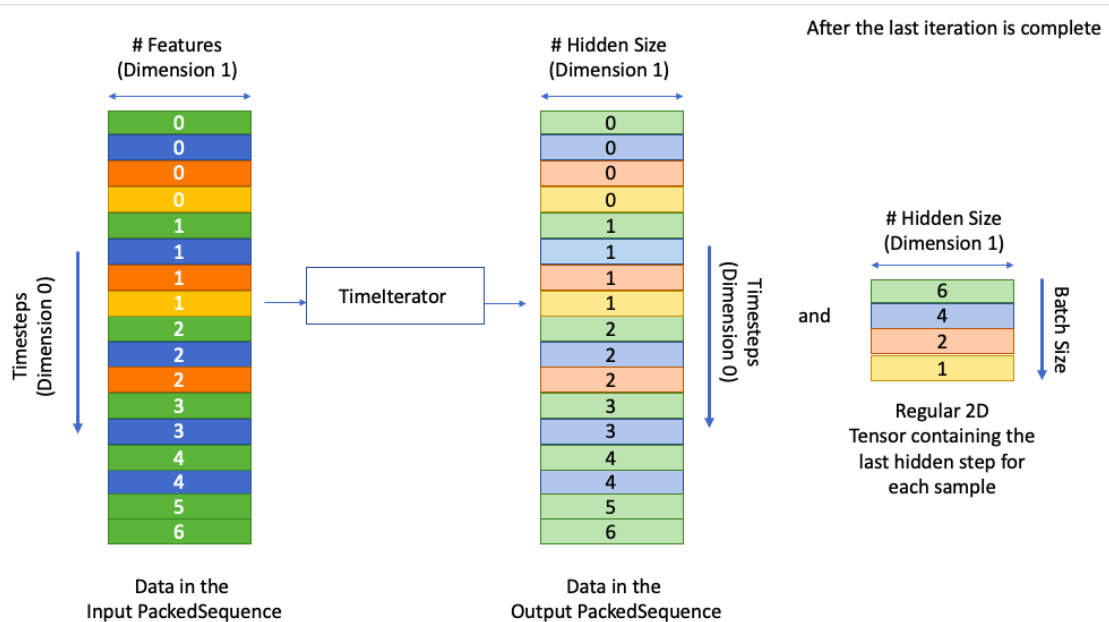 After the last iteration is complete
# Features
(Dimension 1)
# Hidden Size
(Dimension 1)
0
0
0
0
1
1
1
1
2
2
2
3
3
4
4
5
6
Timesteps
(Dimension 0)
TimeIterator
0
0
0
0
1
1
1
1
2
2
2
3
3
4
4
5
6
Timesteps
(Dimension 0)
and
# Hidden Size
(Dimension 1)
6
4
2
1
Batch Size
Regular 2D
Tensor containing the
last hidden step for
each sample
Data in the
Input PackedSequence
Data in the
Output PackedSequence